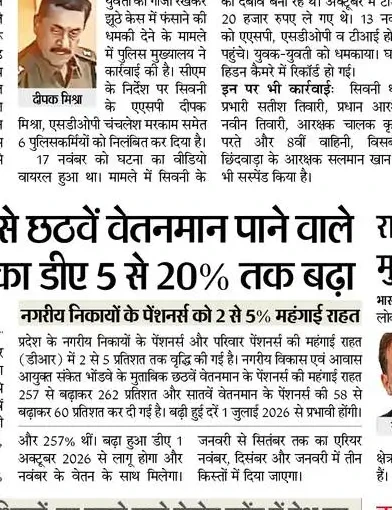 युवती का गांजा रखकर
झूठे केस में फंसाने की
धमकी देने के मामले
में पुलिस मुख्यालय ने
कार्रवाई की है। सीएम
के निर्देश पर सिवनी
के एएसपी दीपक
दीपक मिश्रा
मिश्रा, एसडीओपी चंचलेश मरकाम समेत
6 पुलिसकर्मियों को निलंबित कर दिया है।
17 नवंबर को घटना का वीडियो
वायरल हुआ था। मामले में सिवनी के
का दबाव बना रहे थे। अक्टूबर में
20 हजार रुपए ले गए थे। 13 न
को एएसपी, एसडीओपी व टीआई हो
पहुंचे। युवक-युवती को धमकाया। घ
हिडन कैमरे में रिकॉर्ड हो गई।
इन पर भी कार्रवाई: सिवनी थ
प्रभारी सतीश तिवारी, प्रधान आर
नवीन तिवारी, आरक्षक चालक कु
परते और 8वीं वाहिनी, विसब
छिंदवाड़ा के आरक्षक सलमान खान
भी सस्पेंड किया है।
से छठवें वेतनमान पाने वाले
का डीए 5 से 20% तक बढ़ा
नगरीय निकायों के पेंशनर्स को 2 से 5% महंगाई राहत
प्रदेश के नगरीय निकायों के पेंशनर्स और परिवार पेंशनर्स की महंगाई राहत
(डीआर) में 2 से 5 प्रतिशत तक वृद्धि की गई है। नगरीय विकास एवं आवास
आयुक्त संकेत भोंडवे के मुताबिक छठवें वेतनमान के पेंशनर्स की महंगाई राहत
257 से बढ़ाकर 262 प्रतिशत और सातवें वेतनमान के पेंशनर्स की 58 से
बढ़ाकर 60 प्रतिशत कर दी गई है। बढ़ी हुई दरें 1 जुलाई 2026 से प्रभावी होंगी।
और 257% थीं। बढ़ा हुआ डीए 1
अक्टूबर 2026 से लागू होगा और
नवंबर के वेतन के साथ मिलेगा।
जनवरी से सितंबर तक का एरियर
नवंबर, दिसंबर और जनवरी में तीन
किस्तों में दिया जाएगा।
रा
मु
भास
लोक
क्षेत्र
हैं।